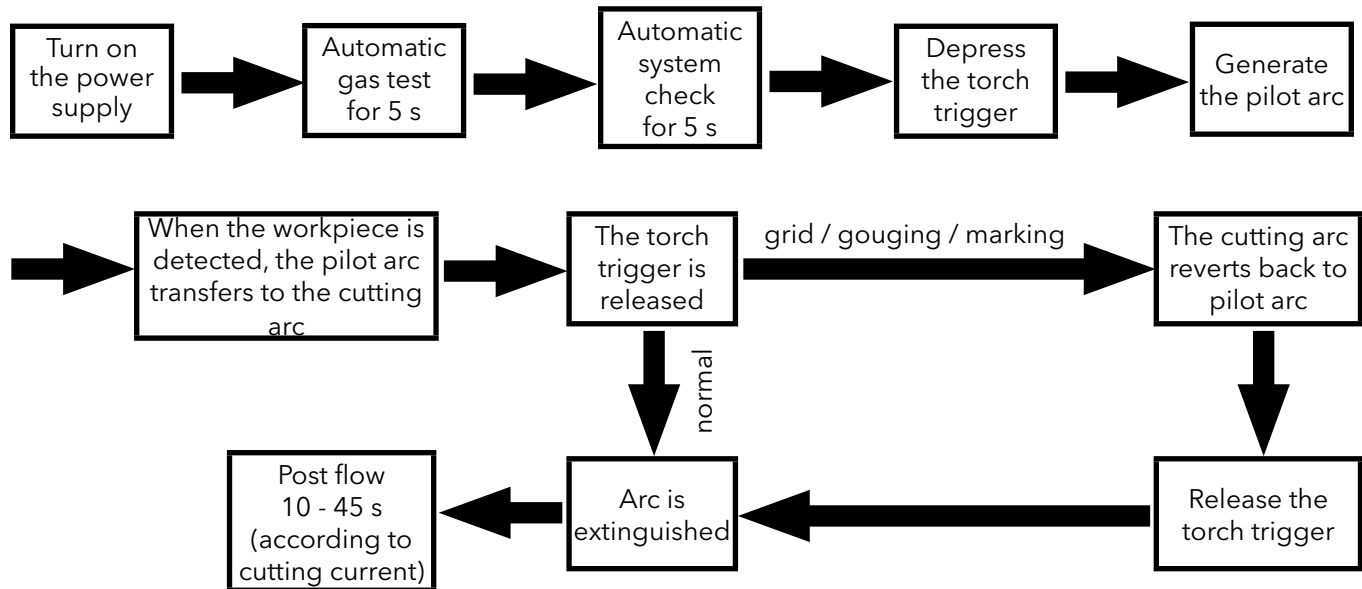 Turn on
the power
supply
Automatic
gas test
for 5 s
Automatic
system
check
for 5 s
Depress
the torch
trigger
Generate
the pilot arc
When the workpiece is
detected, the pilot arc
transfers to the cutting
arc
The torch
trigger is
released
grid / gouging / marking
The cutting arc
reverts back to
pilot arc
normal
Post flow
10 - 45 s
(according to
cutting current)
Arc is
extinguished
Release the
torch trigger